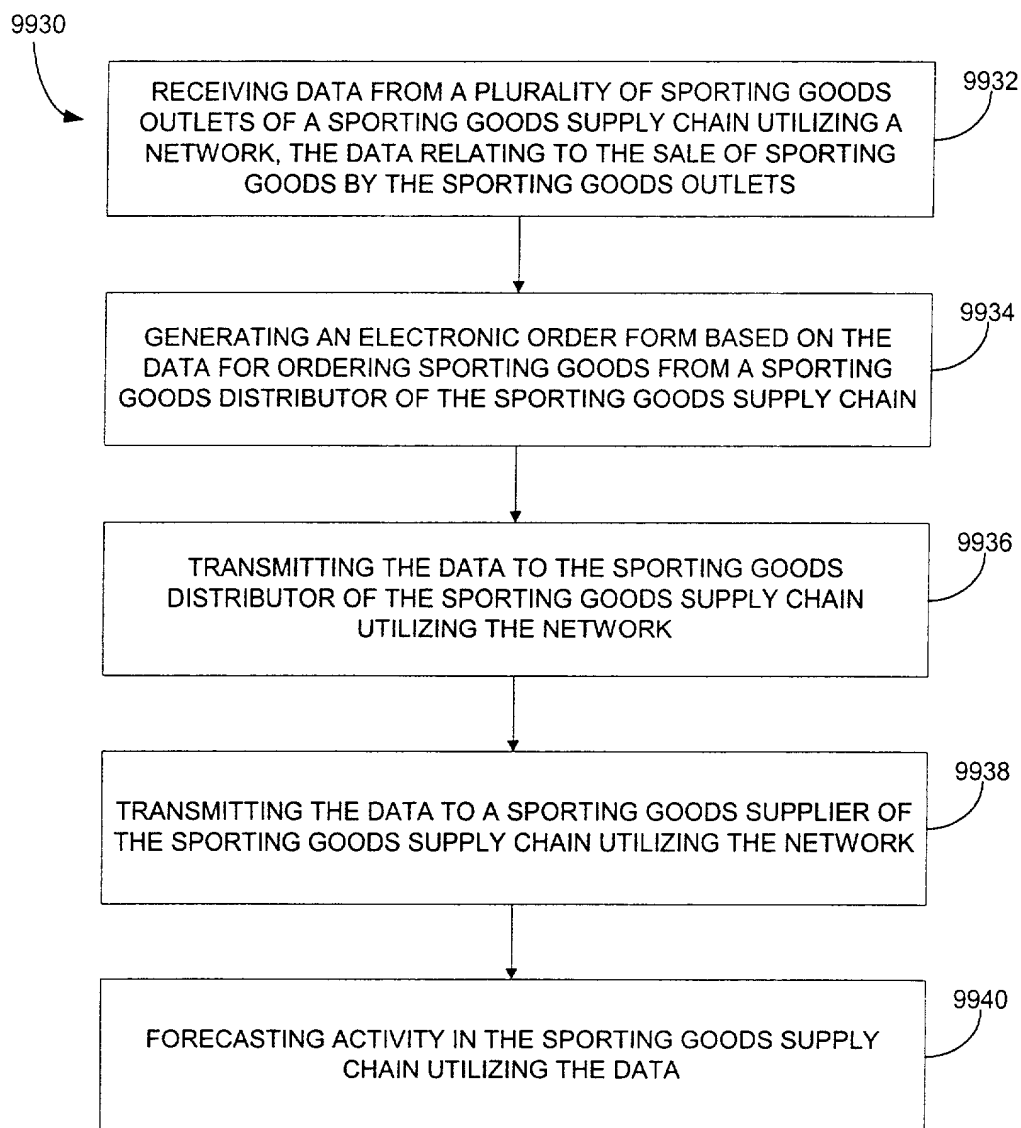 9930
9932
RECEIVING DATA FROM A PLURALITY OF SPORTING GOODS
OUTLETS OF A SPORTING GOODS SUPPLY CHAIN UTILIZING A
NETWORK, THE DATA RELATING TO THE SALE OF SPORTING
GOODS BY THE SPORTING GOODS OUTLETS
9934
GENERATING AN ELECTRONIC ORDER FORM BASED ON THE
DATA FOR ORDERING SPORTING GOODS FROM A SPORTING
GOODS DISTRIBUTOR OF THE SPORTING GOODS SUPPLY CHAIN
9936
TRANSMITTING THE DATA TO THE SPORTING GOODS
DISTRIBUTOR OF THE SPORTING GOODS SUPPLY CHAIN
UTILIZING THE NETWORK
9938
TRANSMITTING THE DATA TO A SPORTING GOODS SUPPLIER OF
THE SPORTING GOODS SUPPLY CHAIN UTILIZING THE NETWORK
9940
FORECASTING ACTIVITY IN THE SPORTING GOODS SUPPLY
CHAIN UTILIZING THE DATA